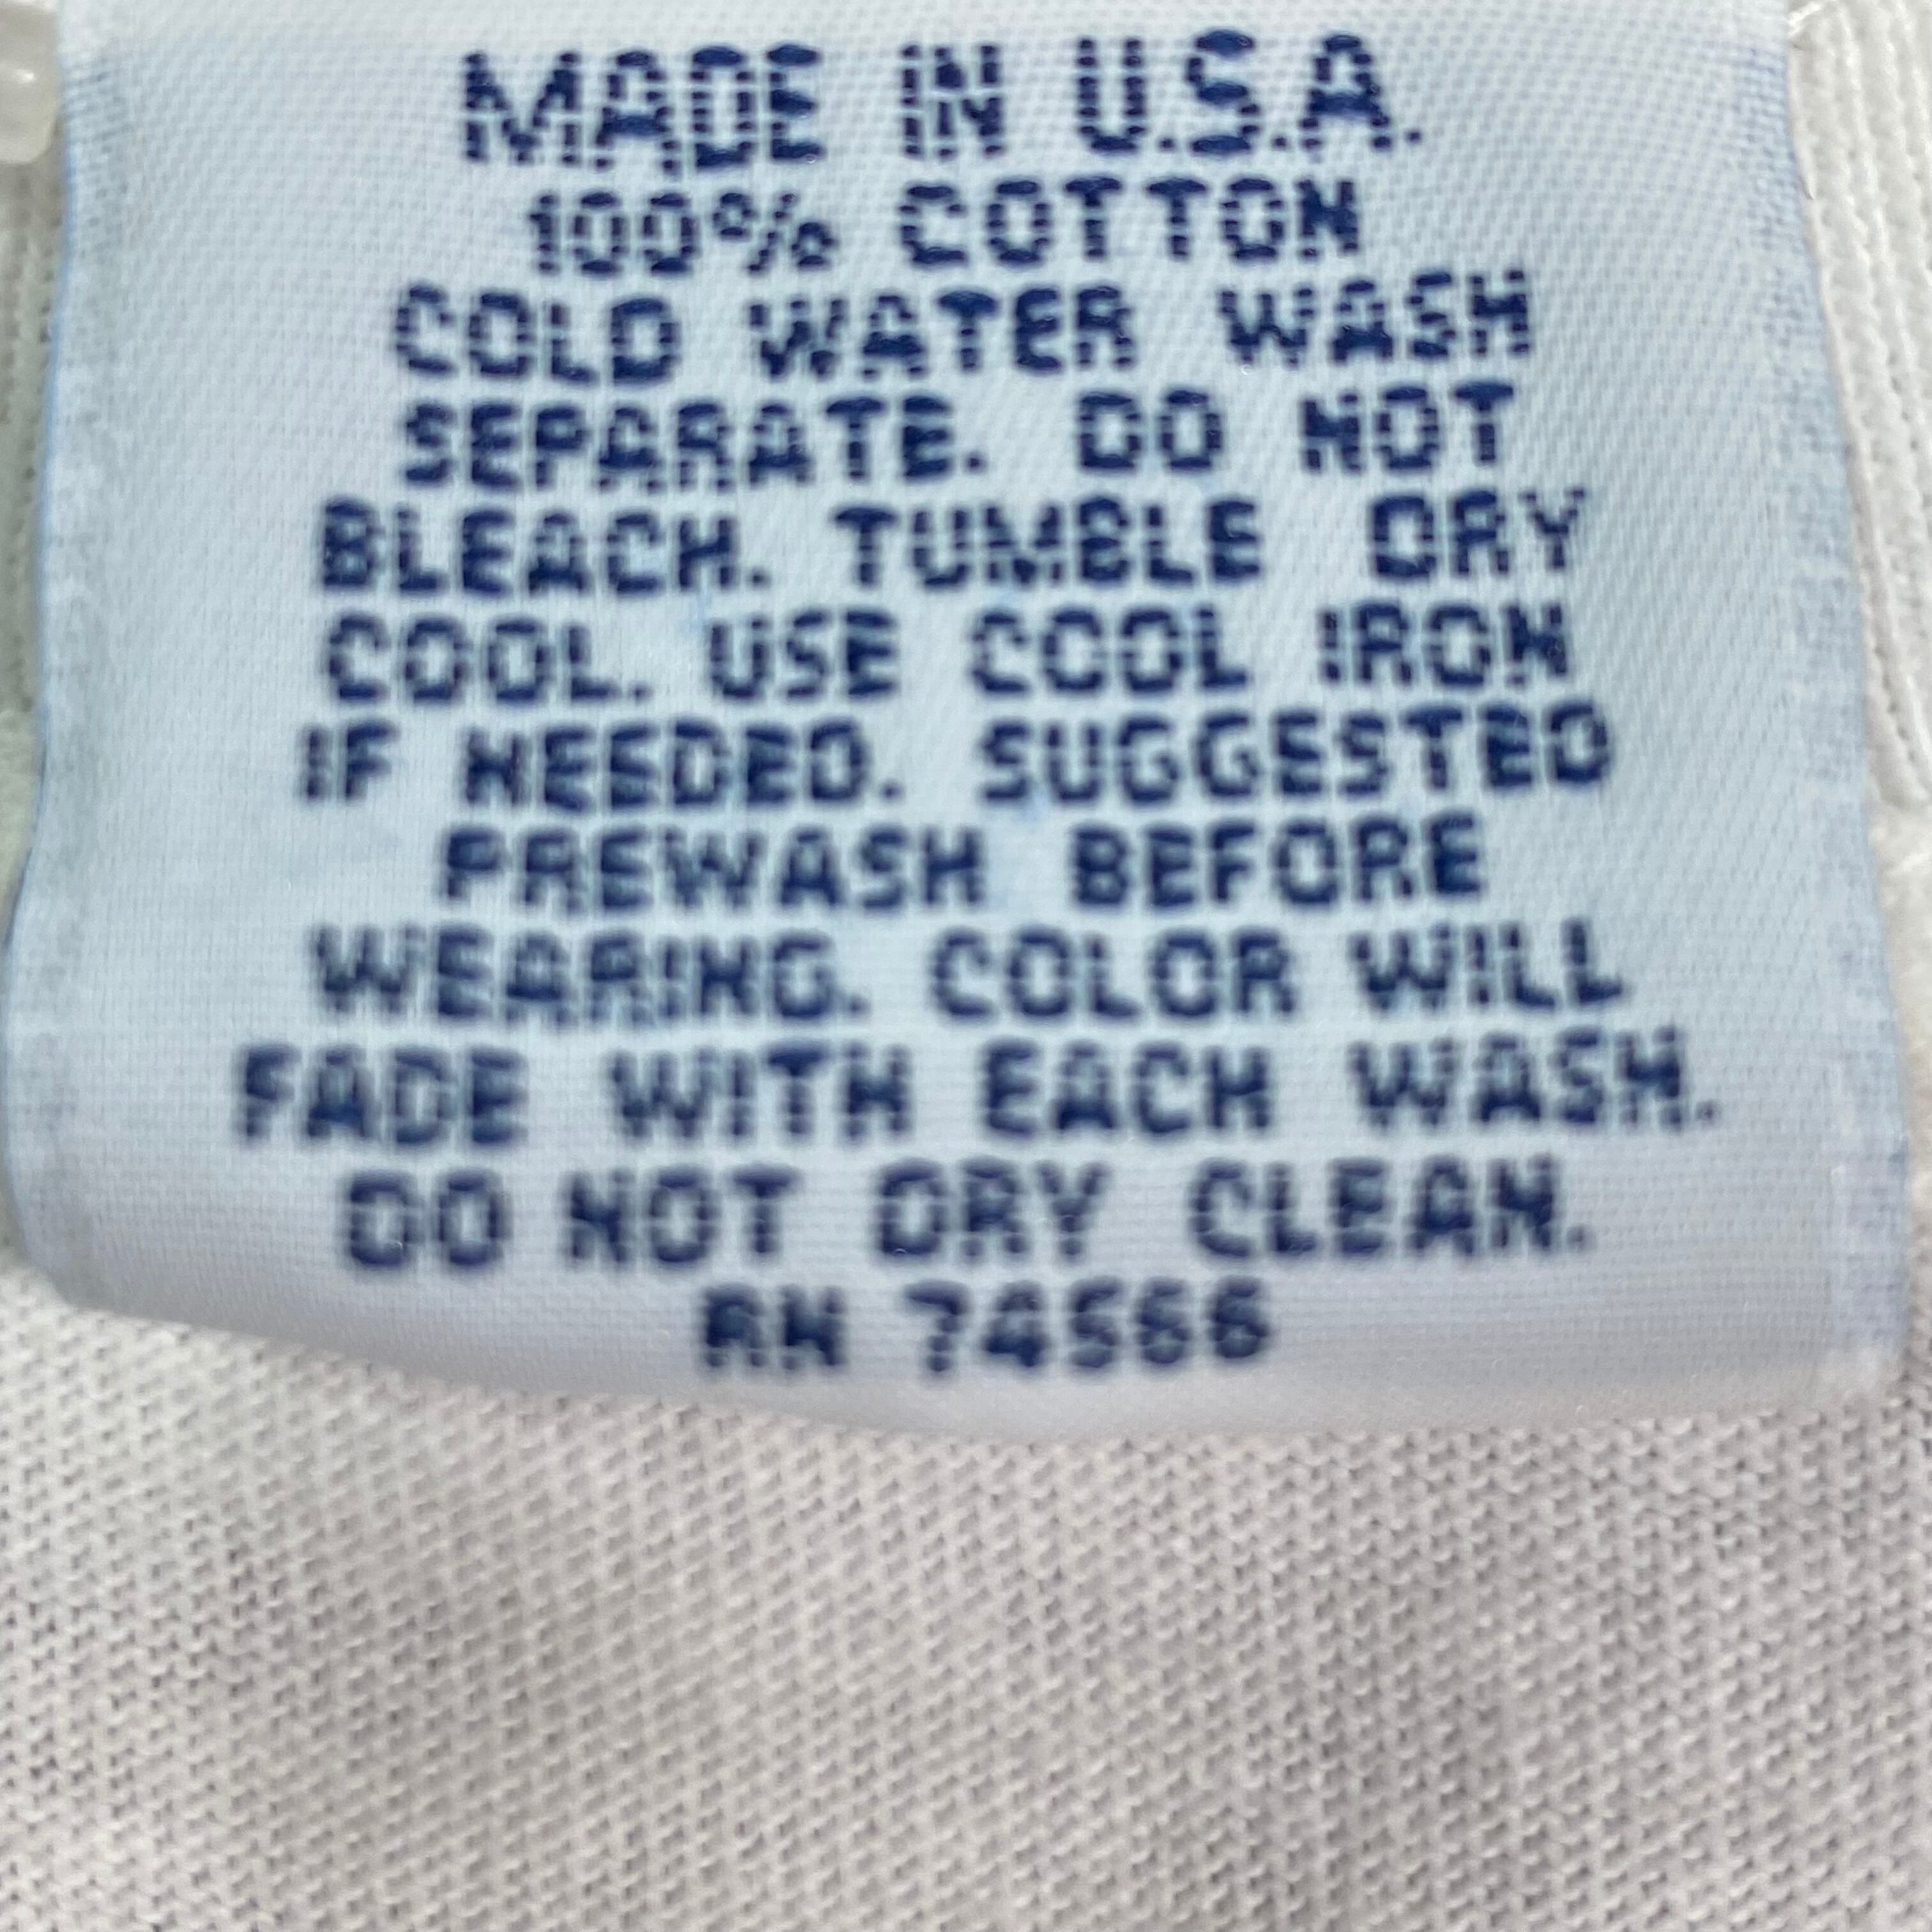 MADE IN U.S.A.
100% COTTON
COLD WATER WASH
SEPARATE. DO NOT
BLEACH. TUMBLE DRY
COOL. USE COOL IRON
IF NEEDED. SUGGESTED
PREWASH BEFORE
WEARING. COLOR WILL
FADE WITH EACH WASH.
DO NOT DRY CLEAN.
RN 74566